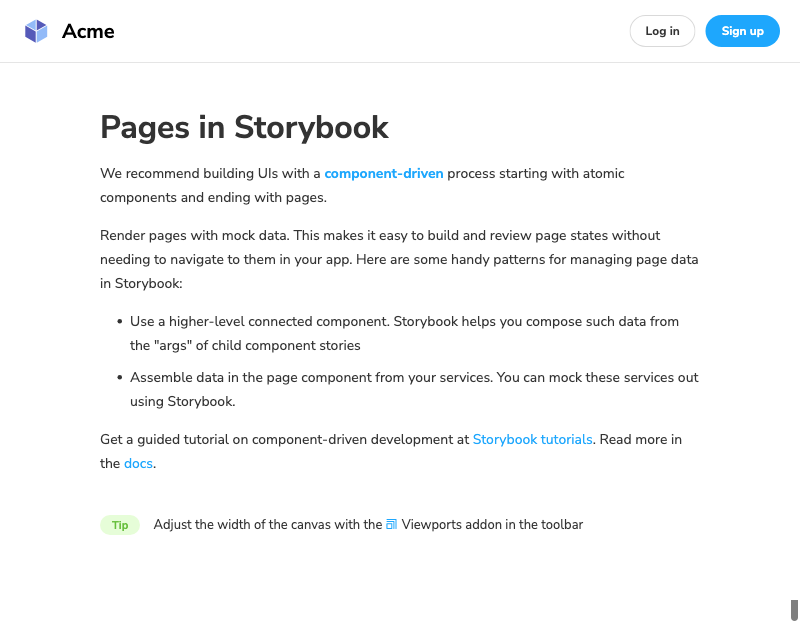 Acme
Log in
Sign up
Pages in Storybook
We recommend building UIs with a component-driven process starting with atomic
components and ending with pages.
Render pages with mock data. This makes it easy to build and review page states without
needing to navigate to them in your app. Here are some handy patterns for managing page data
in Storybook:
• Use a higher-level connected component. Storybook helps you compose such data from
the "args" of child component stories
• Assemble data in the page component from your services. You can mock these services out
using Storybook.
Get a guided tutorial on component-driven development at Storybook tutorials. Read more in
the docs.
Tip
Adjust the width of the canvas with the Viewports addon in the toolbar